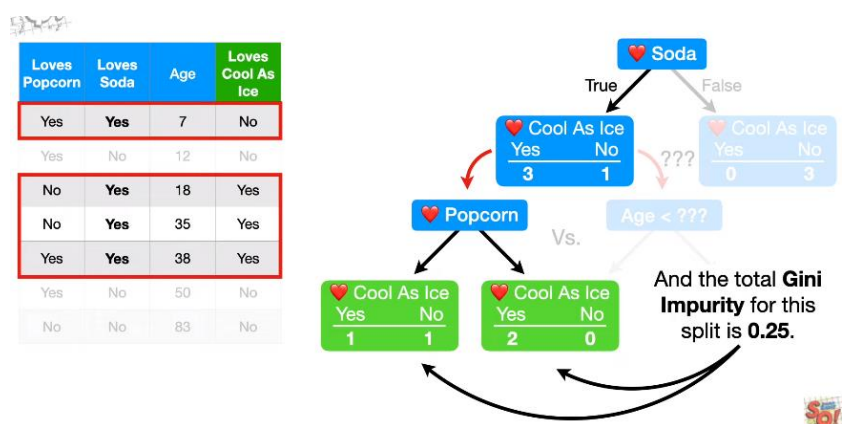 Loves Popcorn Loves Soda Age Loves Cool As Ice
Yes Yes 7 No
Yes No 12 No
No Yes 18 Yes
No Yes 35 Yes
Yes Yes 38 Yes
Yes No 50 No
No No 83 No
❤️ Soda
True False
❤️ Cool As Ice
Yes No
3 1
❤️ Cool As Ice
Yes No
0 3
???
❤️ Popcorn
Vs.
Age < ???
❤️ Cool As Ice
Yes No
1 1
❤️ Cool As Ice
Yes No
2 0
And the total Gini
Impurity for this
split is 0.25.